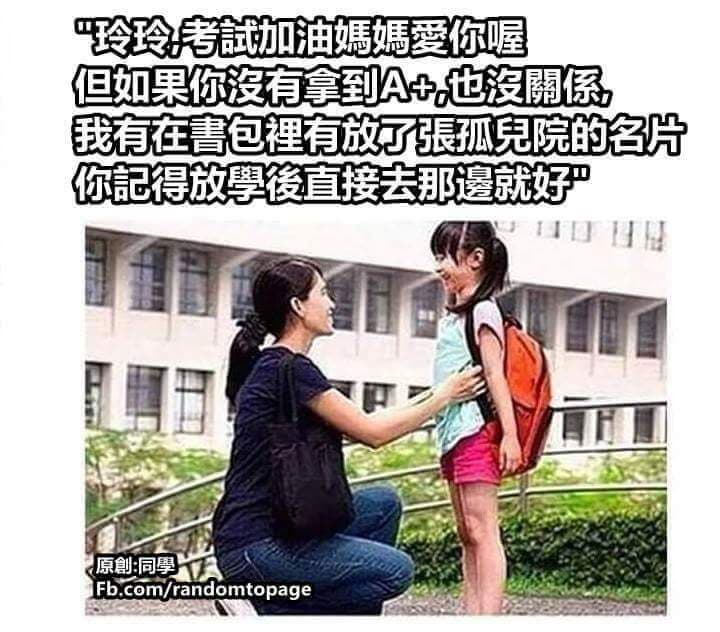 "玲玲,考試加油媽媽愛你喔
但如果你沒有拿到A+,也沒關係,
我有在書包裡有放了張孤兒院的名片
你記得放學後直接去那邊就好"
原創:同學
Fb.com/randomtopage